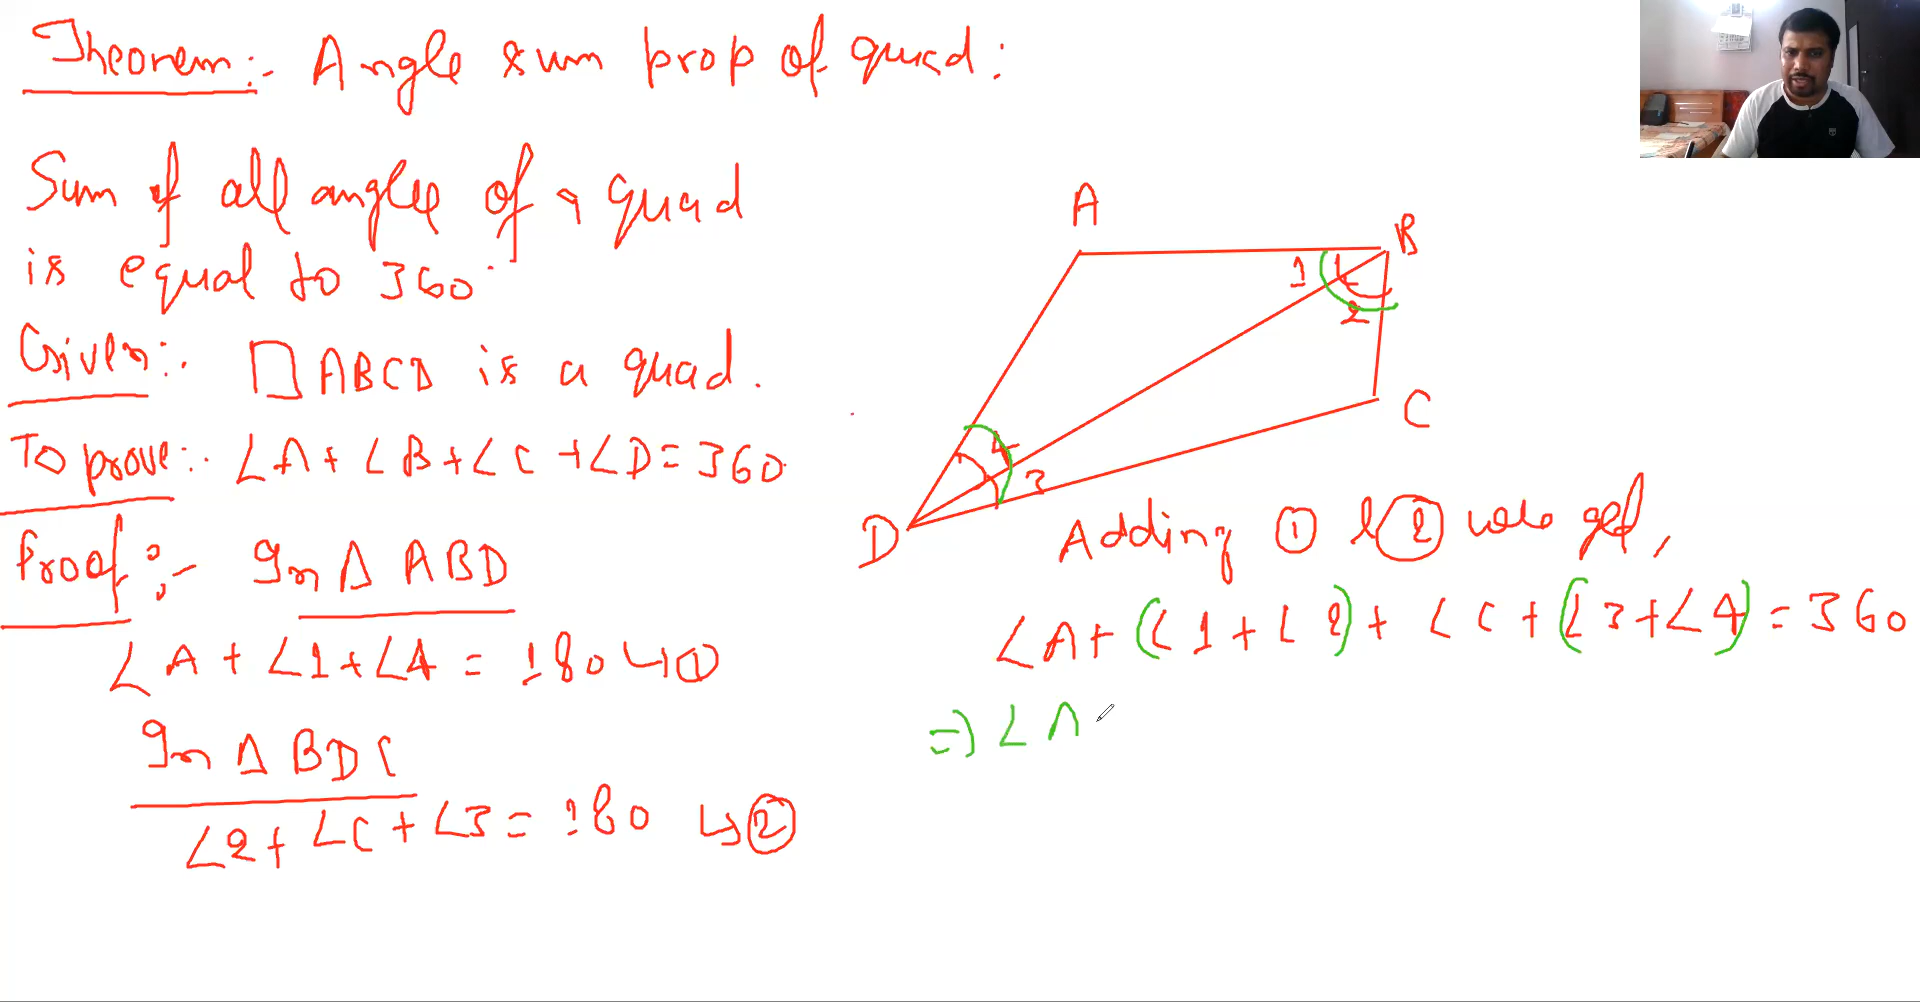 Theorem:- Angle sum prop of quad:
Sum of all angles of a quad
is equal to 360°
Given:- □ABCD is a quad.
To prove:- ∠A+∠B+∠C+∠D=360°
Proof:- In Δ ABD
∠A+∠1+∠4=180 ↳①
In Δ BDC
∠2+∠C+∠3=180 ↳②
A
B
1
1
2
C
4
3
D
Adding ① & ② we get,
∠A+(∠1+∠2)+∠C+(∠3+∠4)=360
=> ∠A